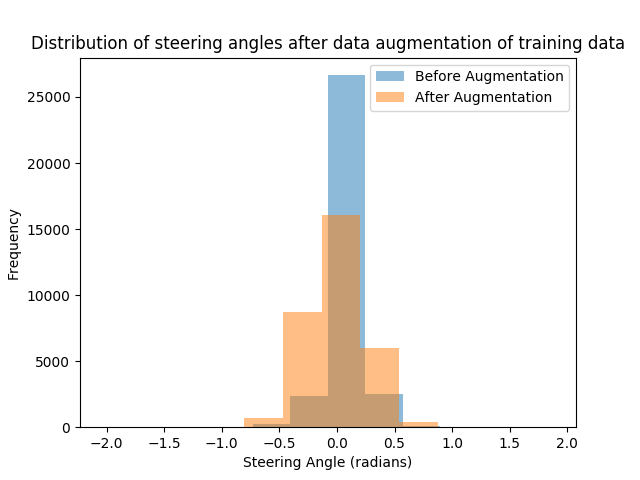 Distribution of steering angles after data augmentation of training data
Before Augmentation
After Augmentation
Frequency
25000
20000
15000
10000
5000
0
−2.0 −1.5 −1.0 −0.5 0.0 0.5 1.0 1.5 2.0
Steering Angle (radians)